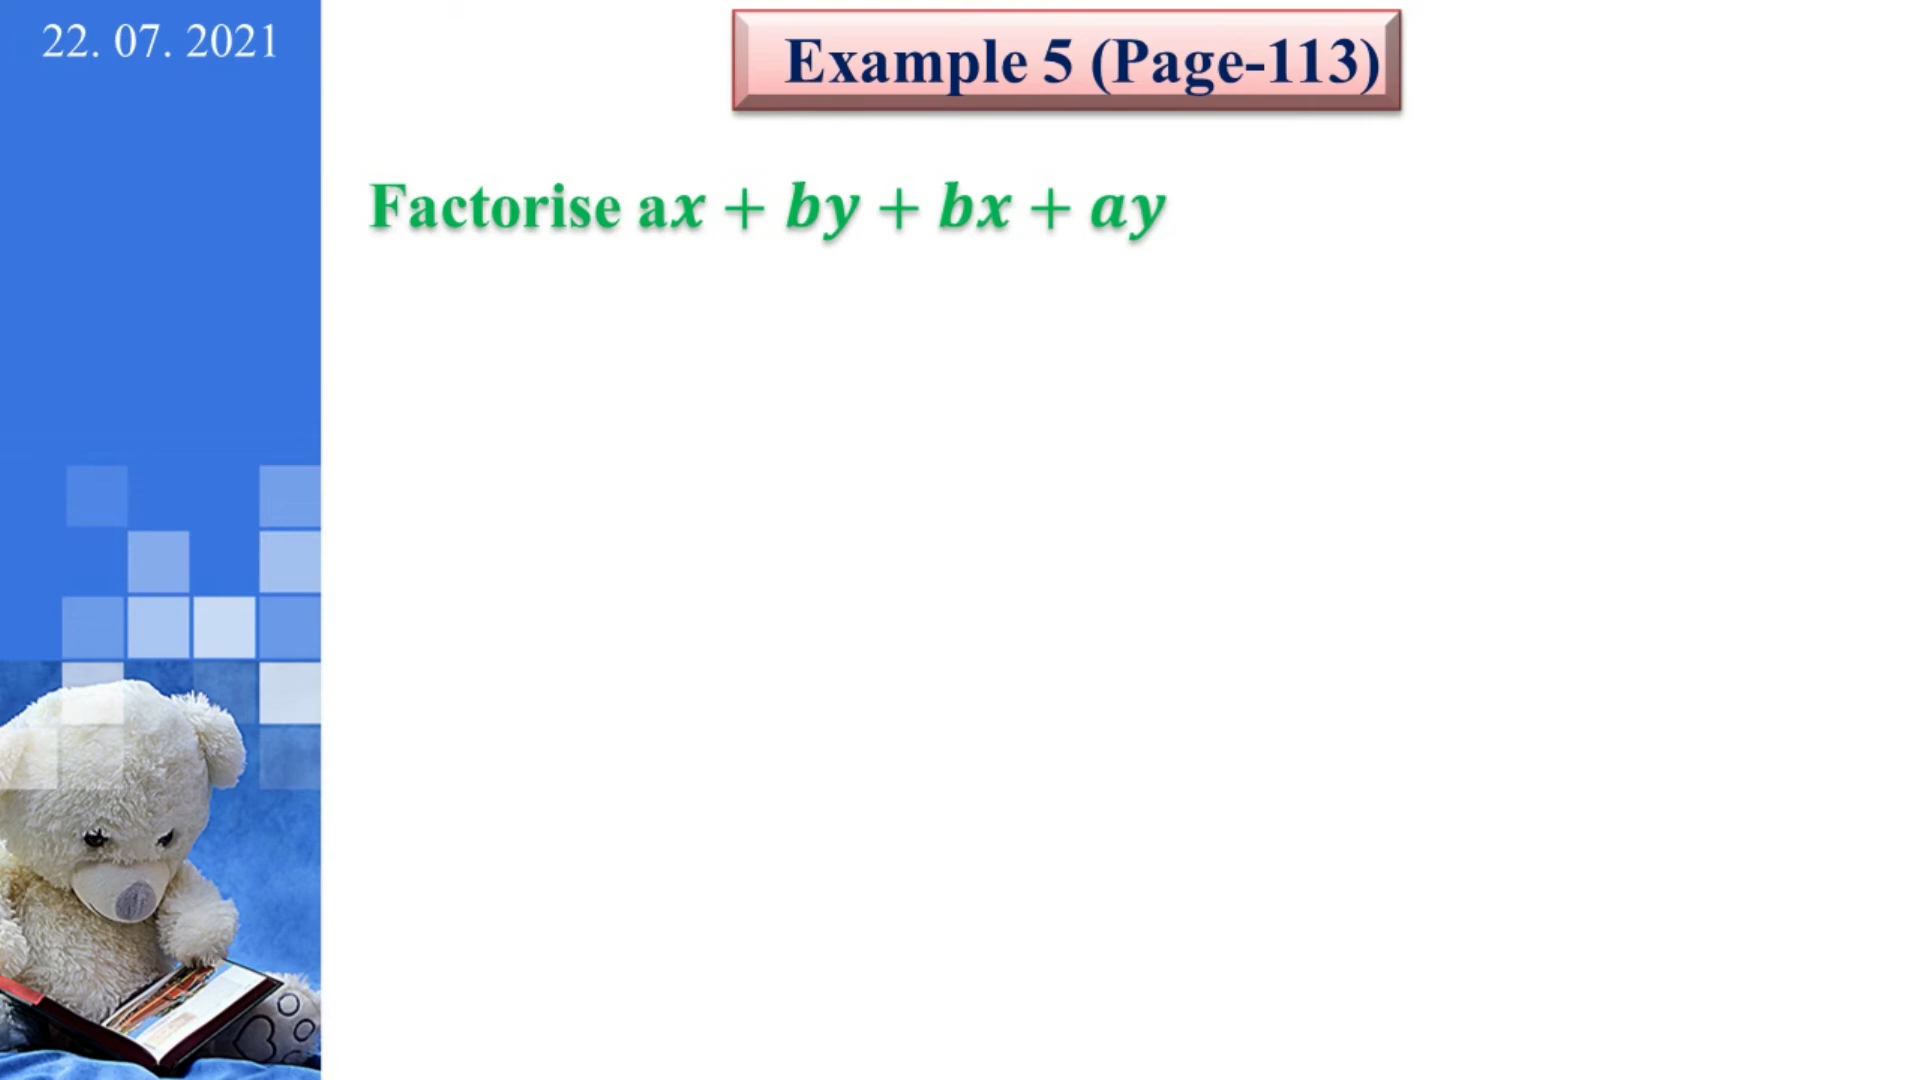 22. 07. 2021
Example 5 (Page-113)
Factorise ax + by + bx + ay